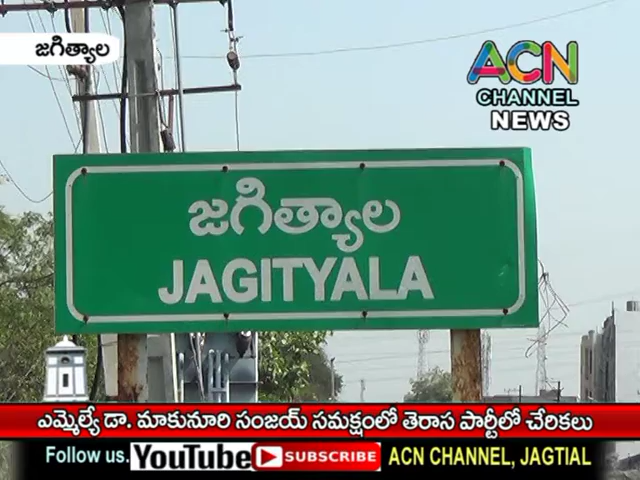 జగిత్యాల
ACN
CHANNEL
NEWS
జగిత్యాల
JAGITYALA
ఎమ్మెల్యే డా. మాకునూరి సంజయ్ సమక్షంలో తెరాస పార్టీలో చేరికలు
Follow us. YouTube SUBSCRIBE ACN CHANNEL, JAGTIAL